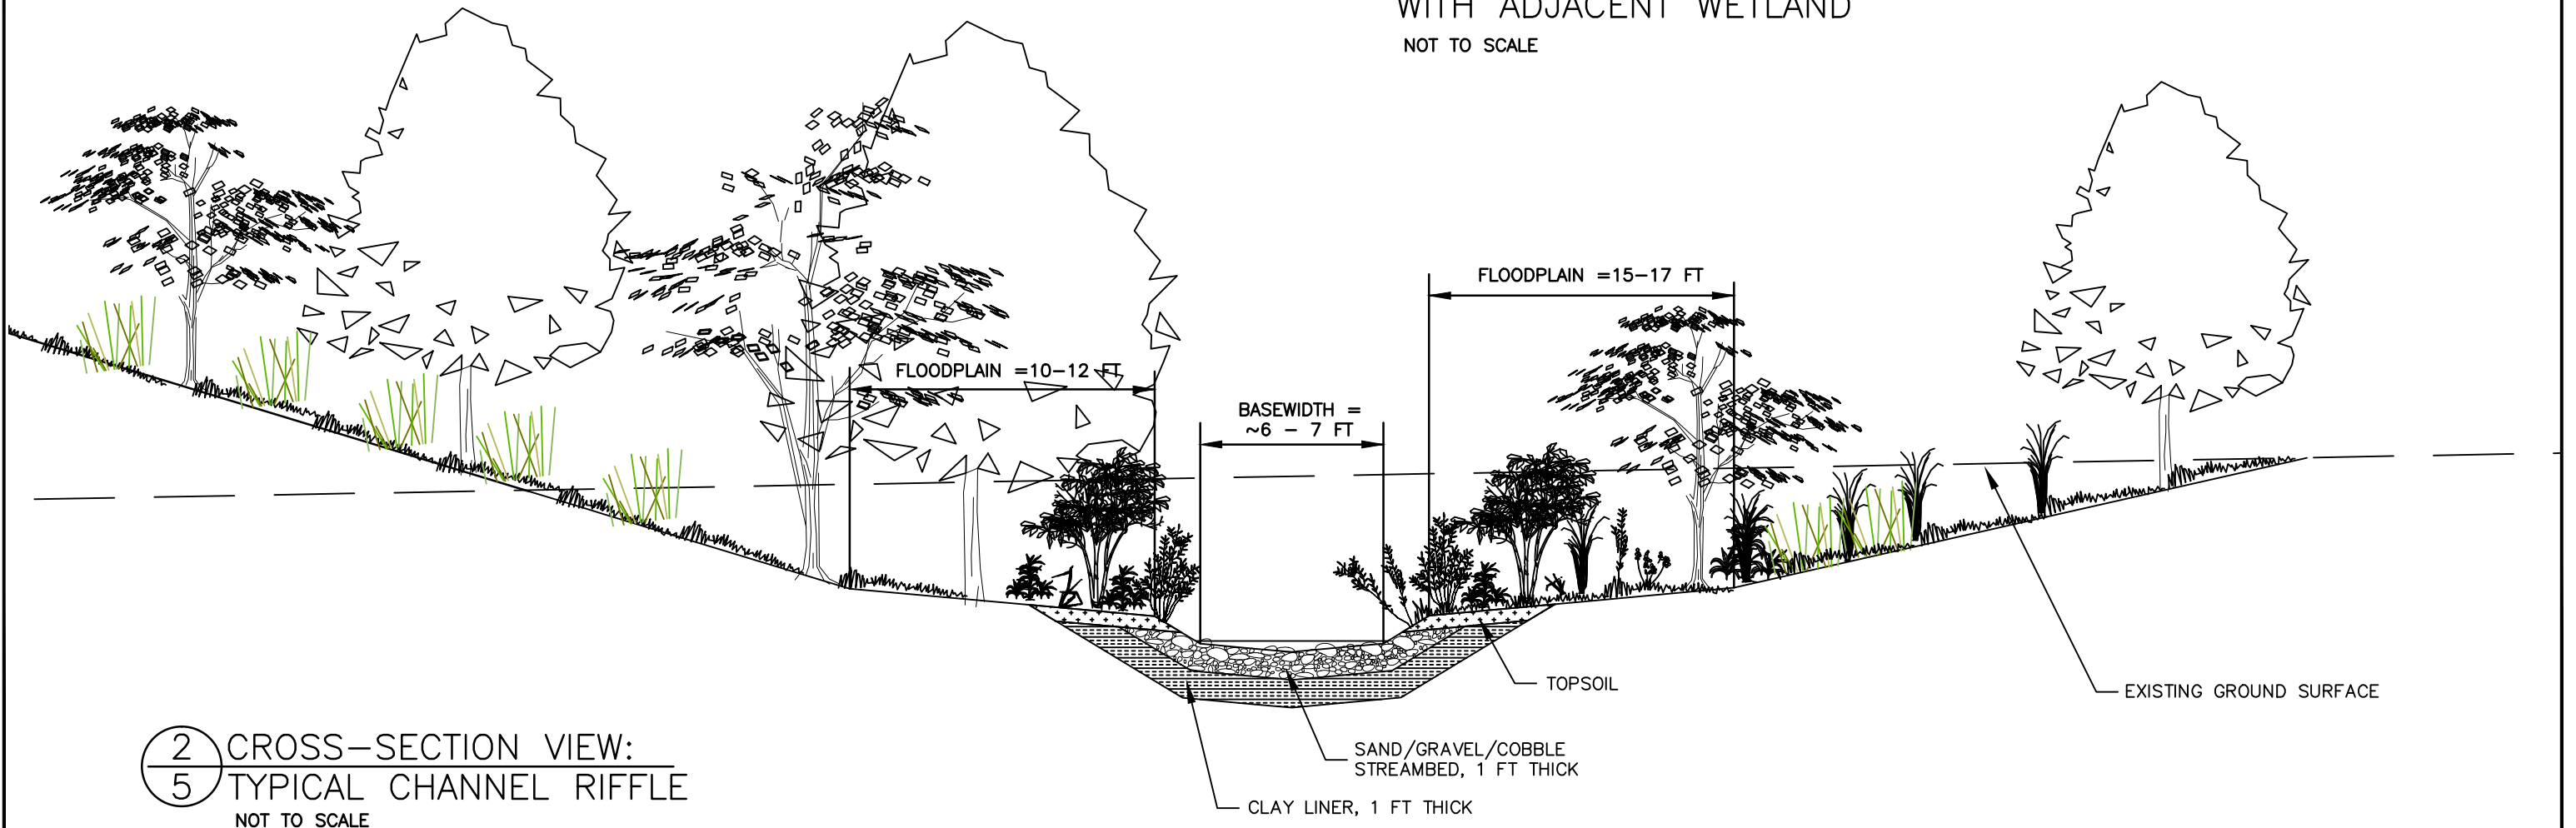 WITH ADJACENT WETLAND
NOT TO SCALE
FLOODPLAIN =15-17 FT
FLOODPLAIN =10-12 FT
BASEWIDTH =
~6 - 7 FT
TOPSOIL
EXISTING GROUND SURFACE
SAND/GRAVEL/COBBLE
STREAMBED, 1 FT THICK
CLAY LINER, 1 FT THICK
2 CROSS-SECTION VIEW:
5 TYPICAL CHANNEL RIFFLE
NOT TO SCALE